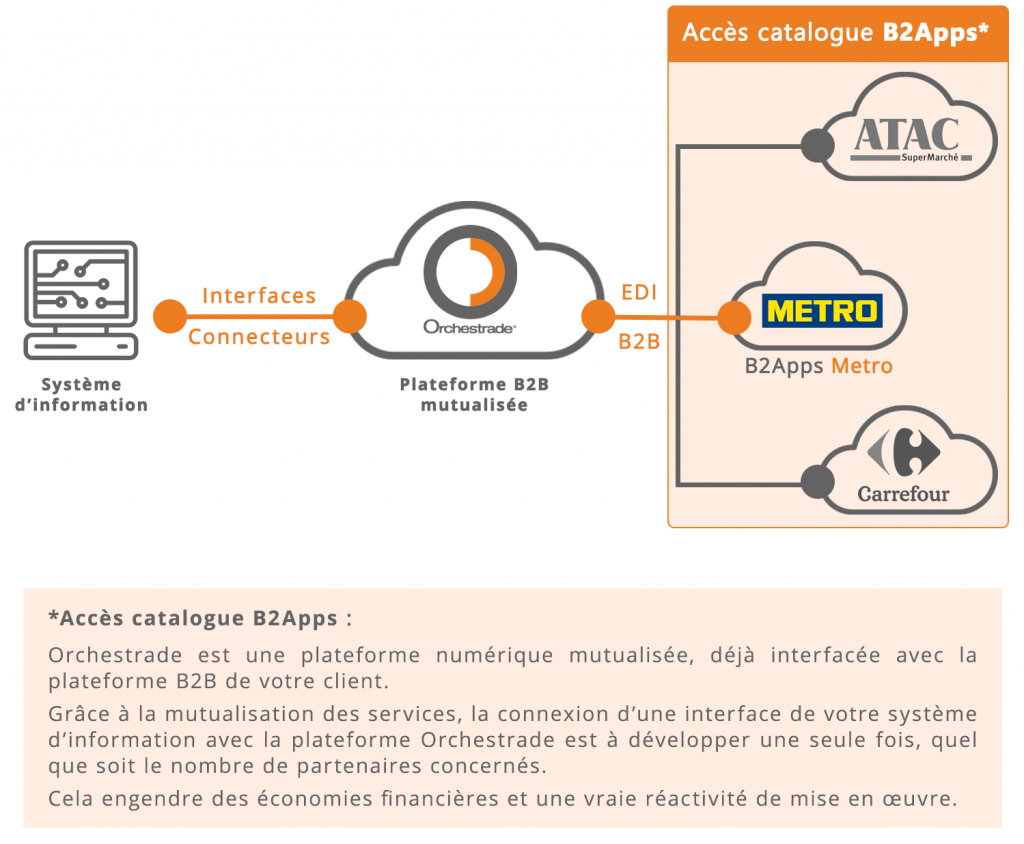 Accès catalogue B2Apps*
ATAC
SuperMarché
Interfaces
Connecteurs
Orchestrade®
EDI
B2B
METRO
B2Apps Metro
Système
d’information
Plateforme B2B
mutualisée
Carrefour
*Accès catalogue B2Apps :
Orchestrade est une plateforme numérique mutualisée, déjà interfacée avec la
plateforme B2B de votre client.
Grâce à la mutualisation des services, la connexion d’une interface de votre système
d’information avec la plateforme Orchestrade est à développer une seule fois, quel
que soit le nombre de partenaires concernés.
Cela engendre des économies financières et une vraie réactivité de mise en œuvre.